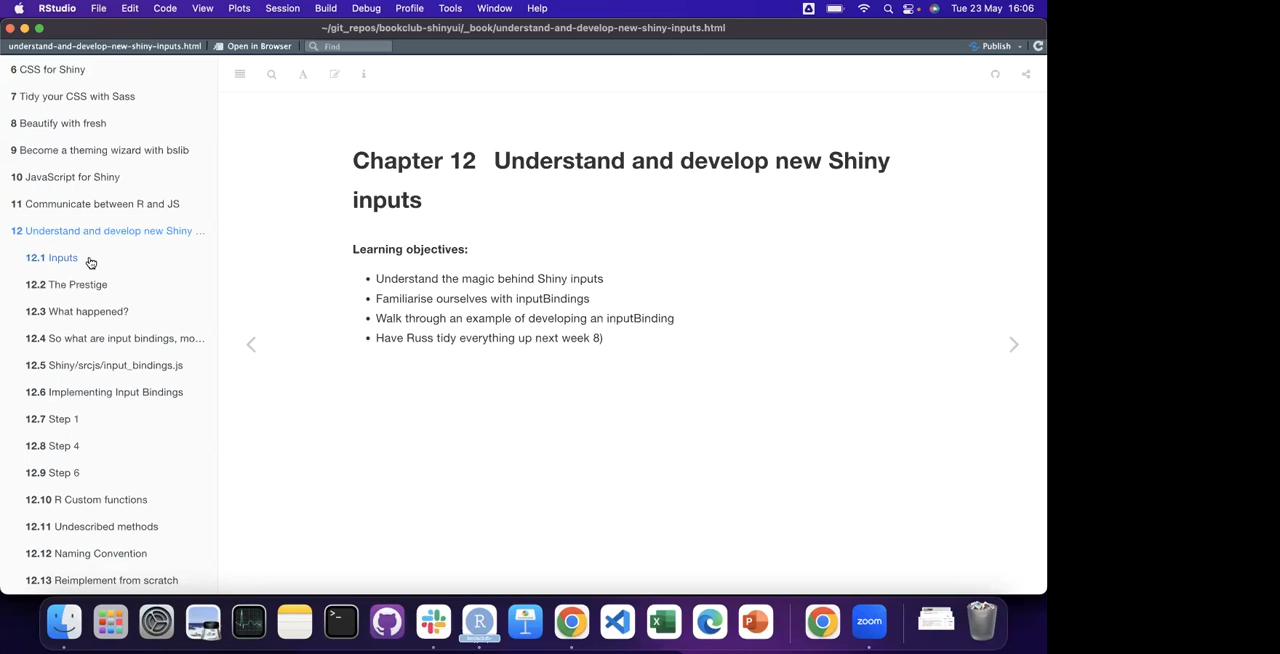 RStudio File Edit Code View Plots Session Build Debug Profile Tools Window Help Tue 23 May 16:06
~/git_repos/bookclub-shinyui/_book/understand-and-develop-new-shiny-inputs.html
understand-and-develop-new-shiny-inputs.html Open in Browser Find Publish
6 CSS for Shiny
7 Tidy your CSS with Sass
8 Beautify with fresh
9 Become a theming wizard with bslib
10 JavaScript for Shiny
11 Communicate between R and JS
12 Understand and develop new Shiny ...
12.1 Inputs
12.2 The Prestige
12.3 What happened?
12.4 So what are input bindings, mo...
12.5 Shiny/srcjs/input_bindings.js
12.6 Implementing Input Bindings
12.7 Step 1
12.8 Step 4
12.9 Step 6
12.10 R Custom functions
12.11 Undescribed methods
12.12 Naming Convention
12.13 Reimplement from scratch
Chapter 12 Understand and develop new Shiny
inputs
Learning objectives:
• Understand the magic behind Shiny inputs
• Familiarise ourselves with inputBindings
• Walk through an example of developing an inputBinding
• Have Russ tidy everything up next week 8)
zoom